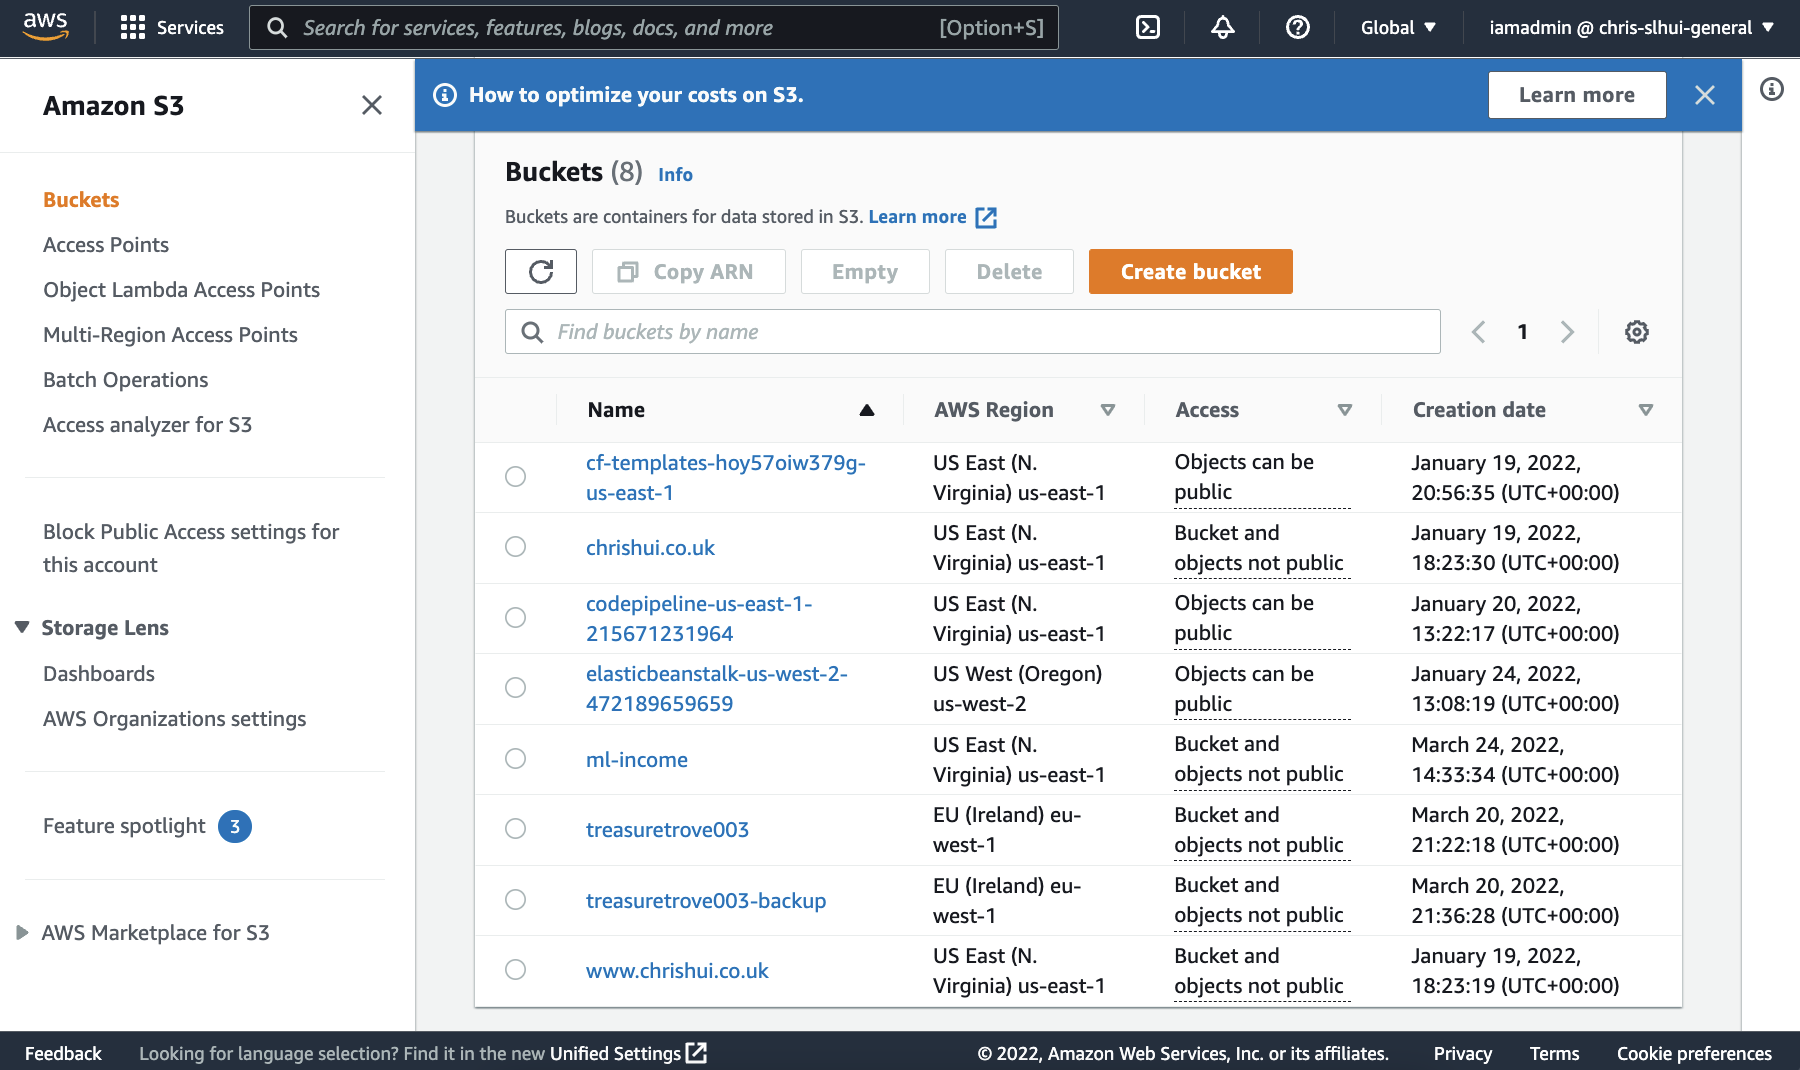 aws
Services
Search for services, features, blogs, docs, and more
[Option+S]
Global
iamadmin @ chris-slhui-general
Amazon S3
Buckets
Access Points
Object Lambda Access Points
Multi-Region Access Points
Batch Operations
Access analyzer for S3
Block Public Access settings for
this account
Storage Lens
Dashboards
AWS Organizations settings
Feature spotlight 3
AWS Marketplace for S3
How to optimize your costs on S3.
Learn more
Buckets (8) Info
Buckets are containers for data stored in S3. Learn more
Copy ARN
Empty
Delete
Create bucket
Find buckets by name
1
Name
AWS Region
Access
Creation date
cf-templates-hoy57oiw379g-
us-east-1
US East (N.
Virginia) us-east-1
Objects can be
public
January 19, 2022,
20:56:35 (UTC+00:00)
chrishui.co.uk
US East (N.
Virginia) us-east-1
Bucket and
objects not public
January 19, 2022,
18:23:30 (UTC+00:00)
codepipeline-us-east-1-
215671231964
US East (N.
Virginia) us-east-1
Objects can be
public
January 20, 2022,
13:22:17 (UTC+00:00)
elasticbeanstalk-us-west-2-
472189659659
US West (Oregon)
us-west-2
Objects can be
public
January 24, 2022,
13:08:19 (UTC+00:00)
ml-income
US East (N.
Virginia) us-east-1
Bucket and
objects not public
March 24, 2022,
14:33:34 (UTC+00:00)
treasuretrove003
EU (Ireland) eu-
west-1
Bucket and
objects not public
March 20, 2022,
21:22:18 (UTC+00:00)
treasuretrove003-backup
EU (Ireland) eu-
west-1
Bucket and
objects not public
March 20, 2022,
21:36:28 (UTC+00:00)
www.chrishui.co.uk
US East (N.
Virginia) us-east-1
Bucket and
objects not public
January 19, 2022,
18:23:19 (UTC+00:00)
Feedback
Looking for language selection? Find it in the new Unified Settings
© 2022, Amazon Web Services, Inc. or its affiliates.
Privacy
Terms
Cookie preferences